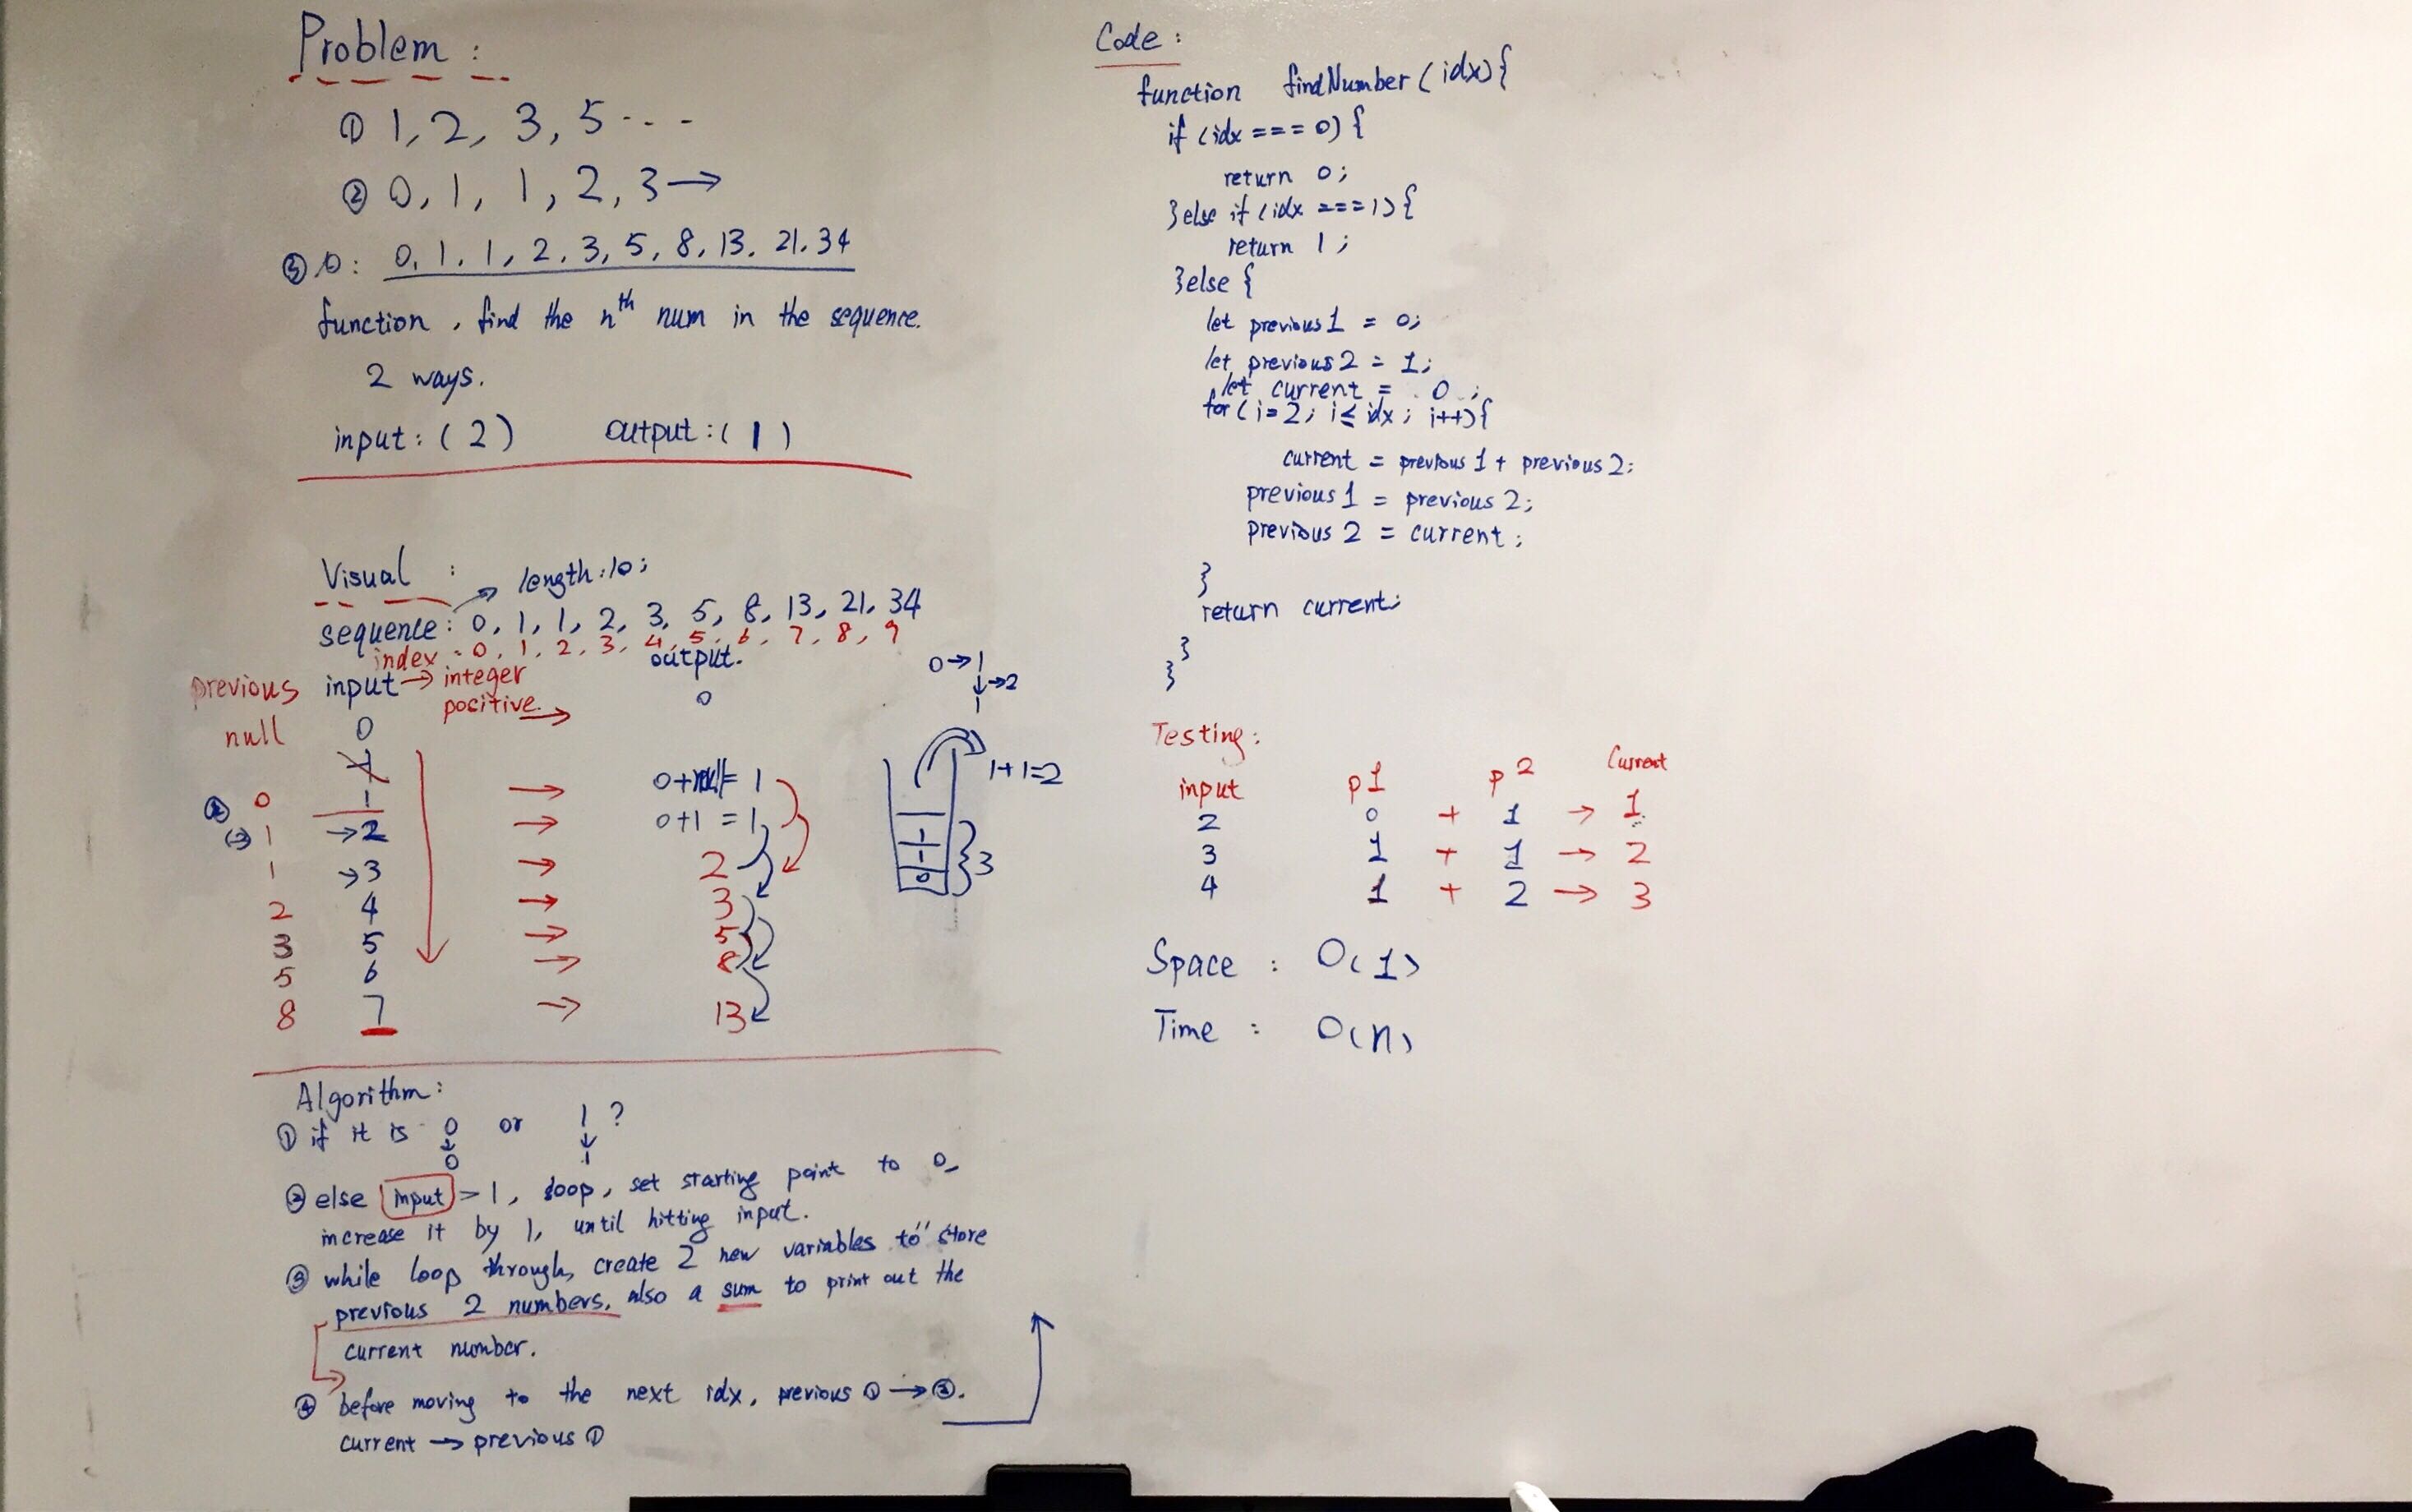 Problem :
① 1, 2, 3, 5 ...
② 0, 1, 1, 2, 3 →
③ 0: 0, 1, 1, 2, 3, 5, 8, 13, 21, 34
function, find the nth num in the sequence.
2 ways.
input: ( 2 ) output: ( 1 )
Visual :
→ length: 10;
sequence: 0, 1, 1, 2, 3, 5, 8, 13, 21, 34
index : 0, 1, 2, 3, 4, 5, 6, 7, 8, 9
previous input → integer output.
positive → 0
null 0
1
0 1 → 0+null= 1
1 →2 → 0+1 = 1
1 →3 → 2
2 4 → 3
3 5 → 5
5 6 → 8
8 7 → 13
0 → 1
↓→2
1
1+1=2
1
1
0
3
Algorithm:
① if it is 0 or 1 ?
↓ ↓
0 1
② else input > 1, loop, set starting point to 0,
increase it by 1, until hitting input.
③ while loop through, create 2 new variables to store
previous 2 numbers, also a sum to print out the
current number.
④ before moving to the next idx, previous ① → ②.
current → previous ①
Code :
function findNumber (idx) {
if (idx === 0) {
return 0;
}else if (idx === 1) {
return 1;
}else {
let previous1 = 0;
let previous2 = 1;
let current = 0 ;
for ( i=2; i≤ idx ; i++) {
current = previous 1 + previous 2;
previous 1 = previous 2;
previous 2 = current ;
}
return current;
}
}
Testing:
input p1 p2 Current
2 0 + 1 → 1
3 1 + 1 → 2
4 1 + 2 → 3
Space : O(1)
Time : O(n)